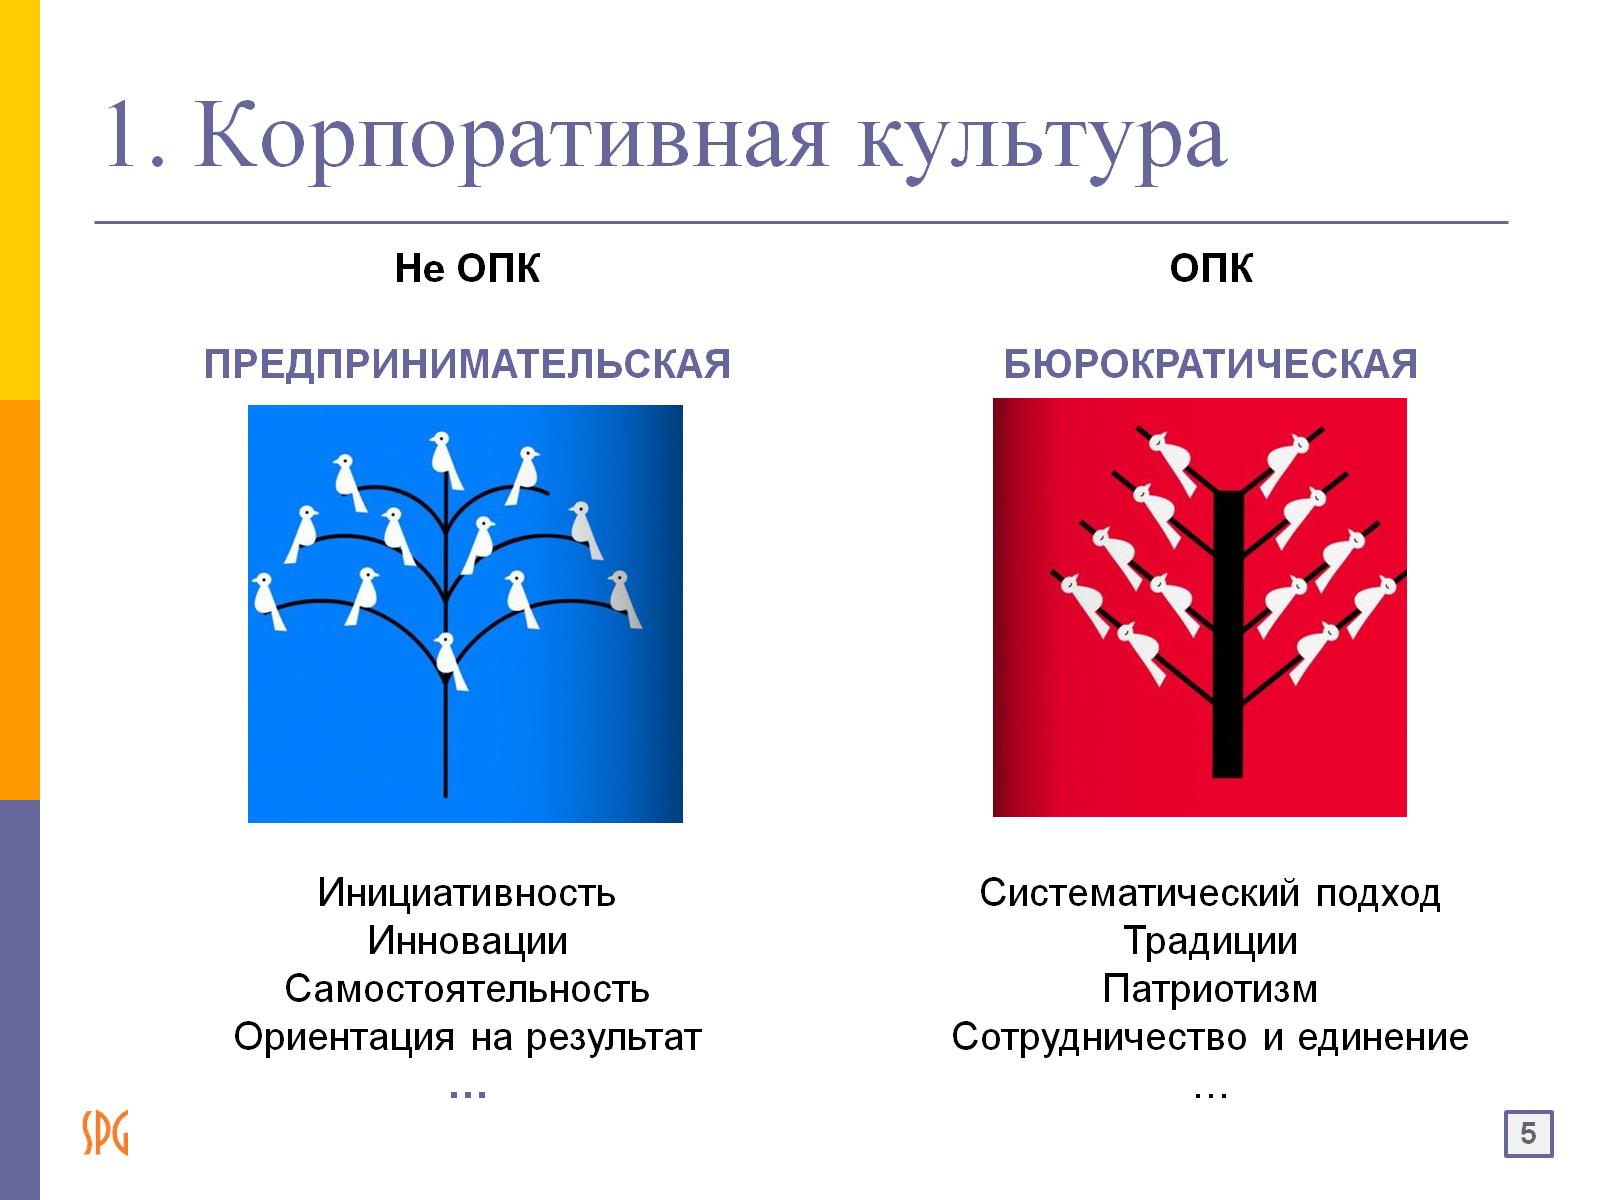 1. Корпоративная культура
Не ОПК
ПРЕДПРИНИМАТЕЛЬСКАЯ
Инициативность
Инновации
Самостоятельность
Ориентация на результат
...
ОПК
БЮРОКРАТИЧЕСКАЯ
Систематический подход
Традиции
Патриотизм
Сотрудничество и единение
...
SPG
5